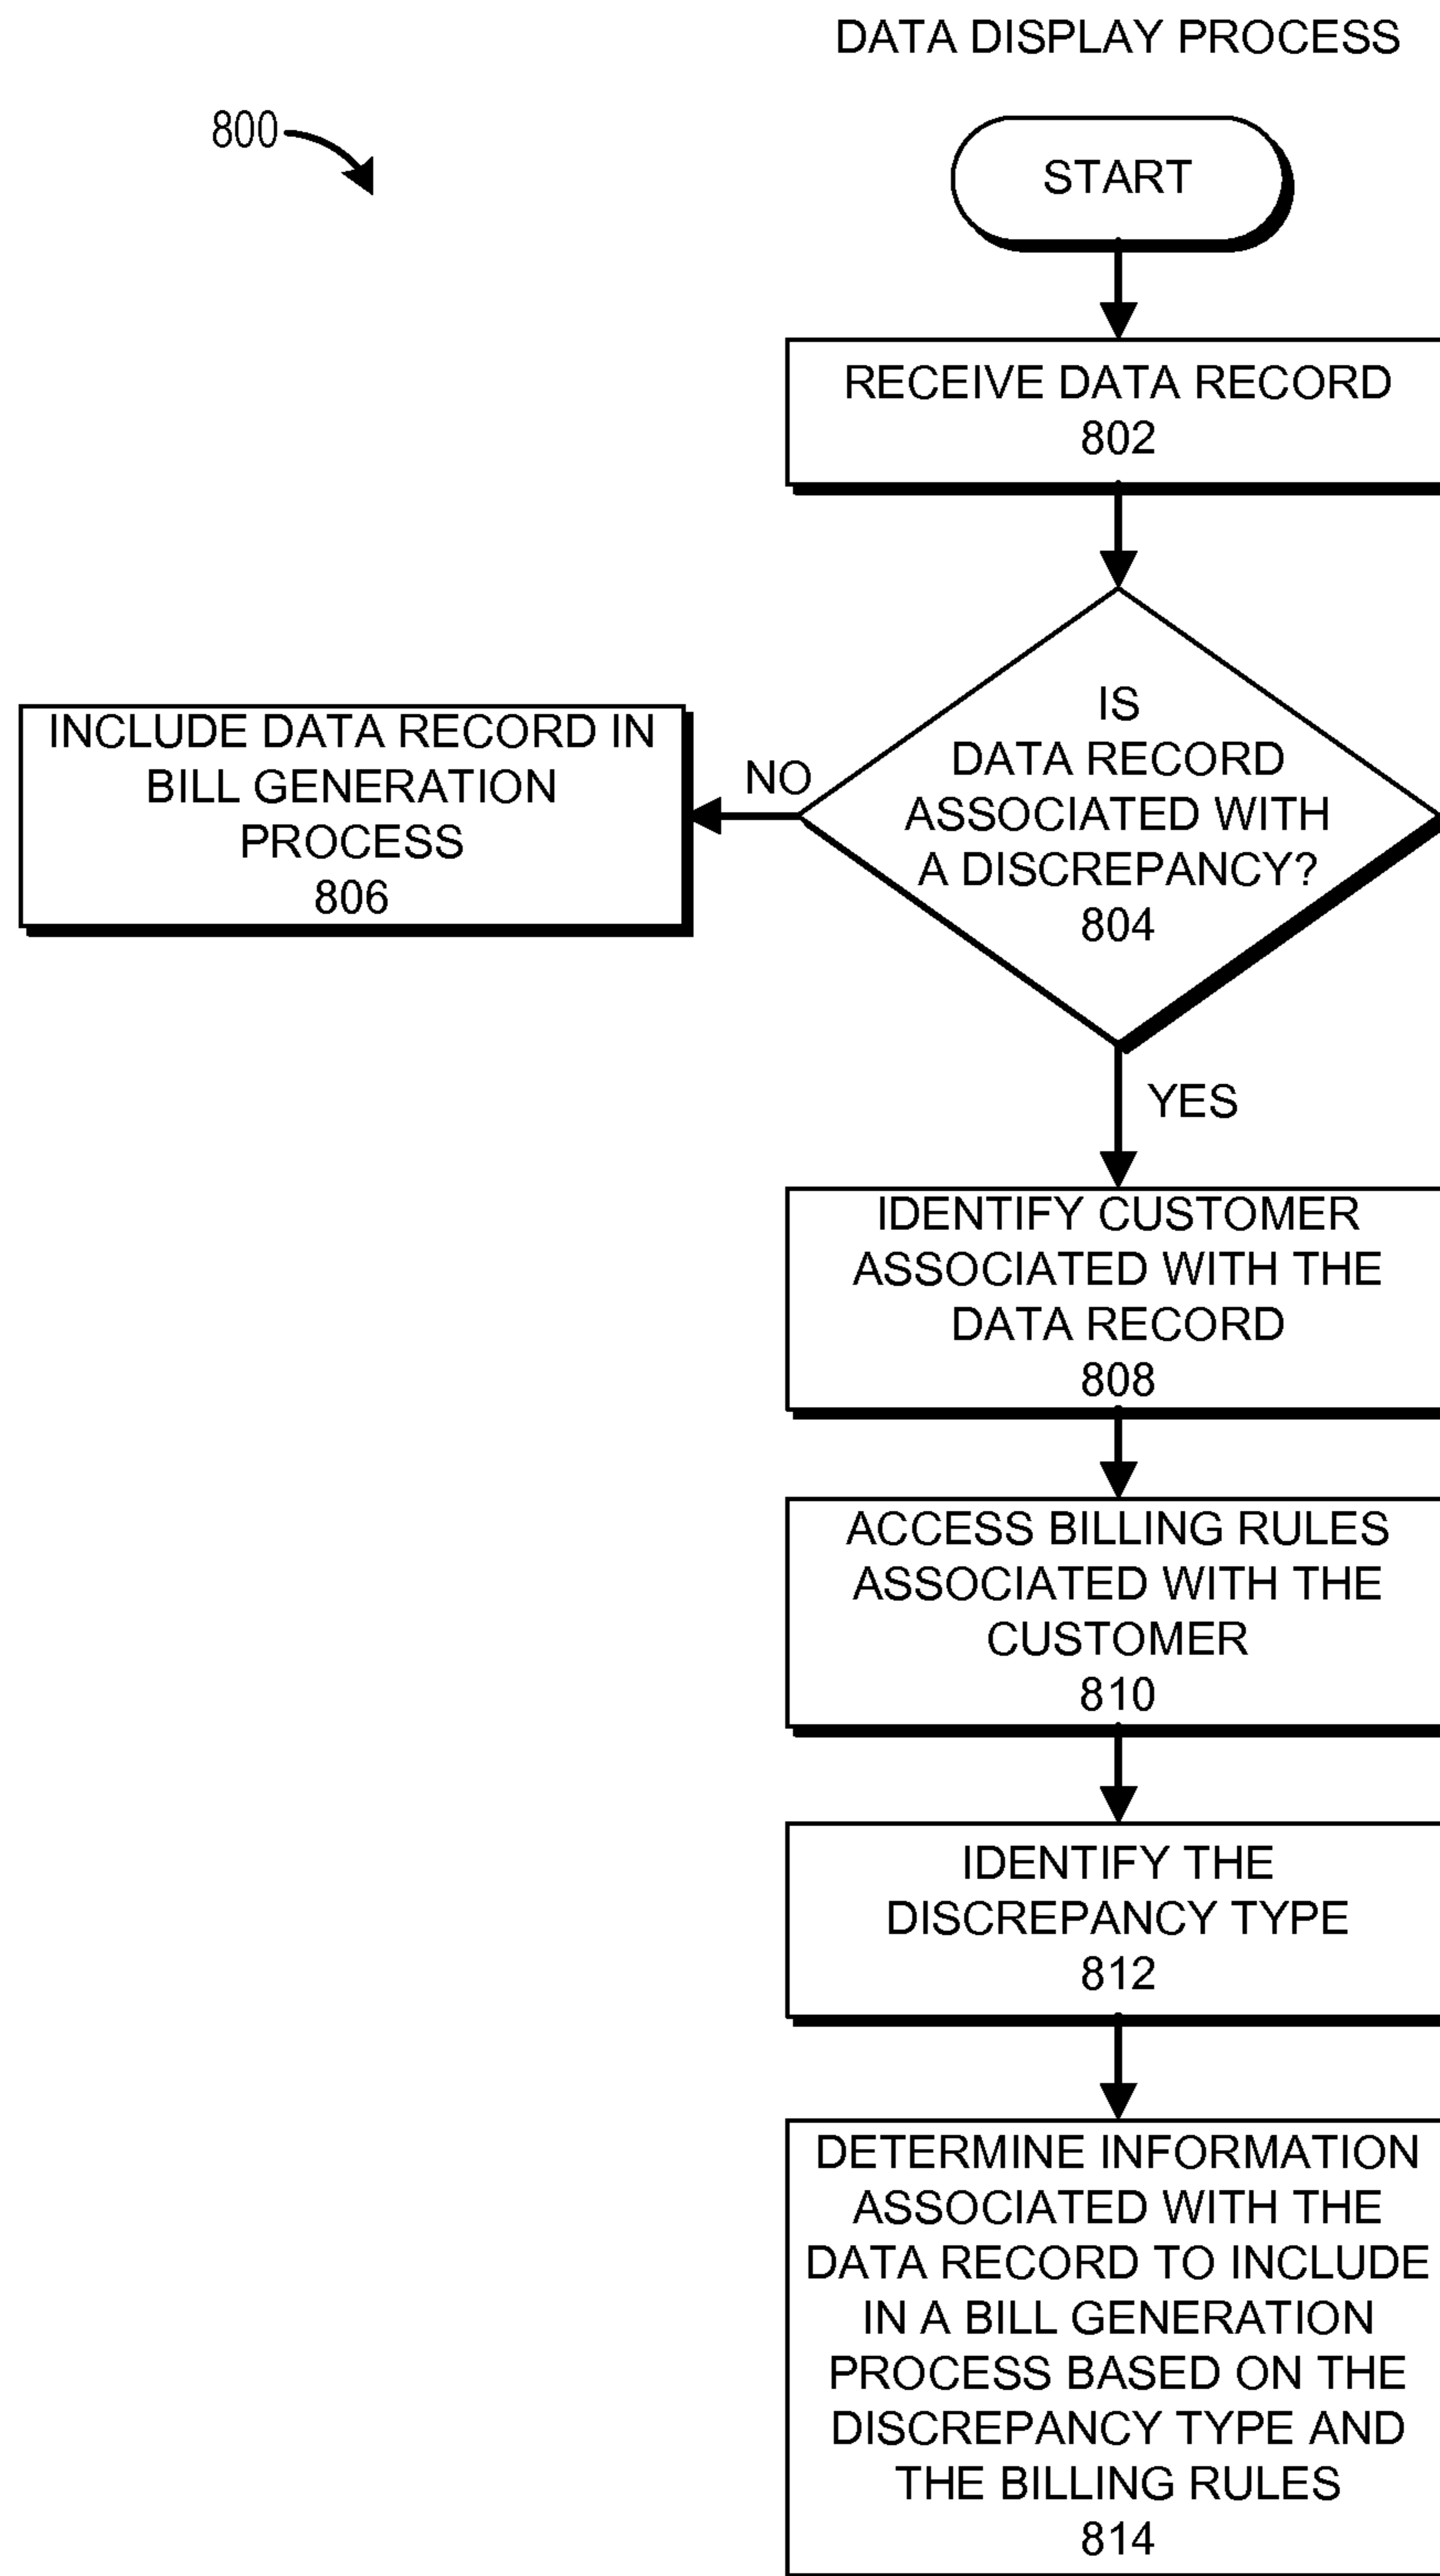 DATA DISPLAY PROCESS
800
START
RECEIVE DATA RECORD
802
IS
DATA RECORD
ASSOCIATED WITH
A DISCREPANCY?
804
NO
INCLUDE DATA RECORD IN
BILL GENERATION
PROCESS
806
YES
IDENTIFY CUSTOMER
ASSOCIATED WITH THE
DATA RECORD
808
ACCESS BILLING RULES
ASSOCIATED WITH THE
CUSTOMER
810
IDENTIFY THE
DISCREPANCY TYPE
812
DETERMINE INFORMATION
ASSOCIATED WITH THE
DATA RECORD TO INCLUDE
IN A BILL GENERATION
PROCESS BASED ON THE
DISCREPANCY TYPE AND
THE BILLING RULES
814